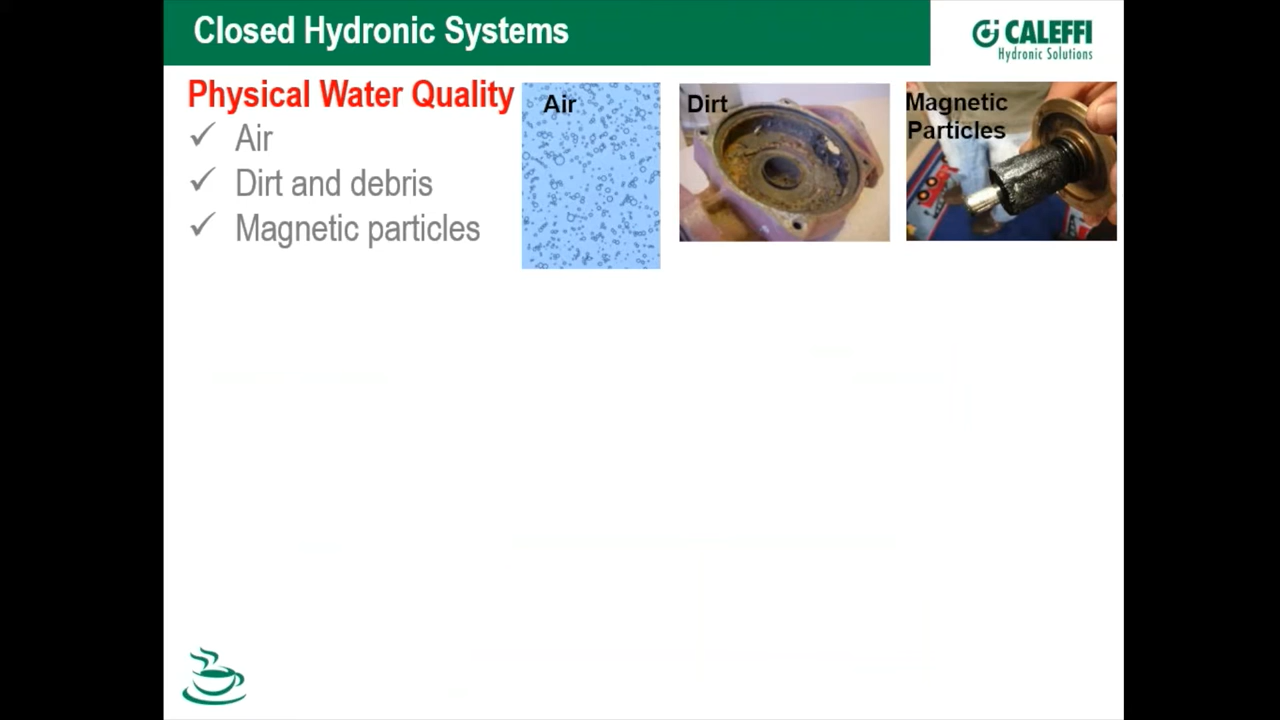 Closed Hydronic Systems
CALEFFI
Hydronic Solutions
Physical Water Quality
✓ Air
✓ Dirt and debris
✓ Magnetic particles
Air
Dirt
Magnetic
Particles